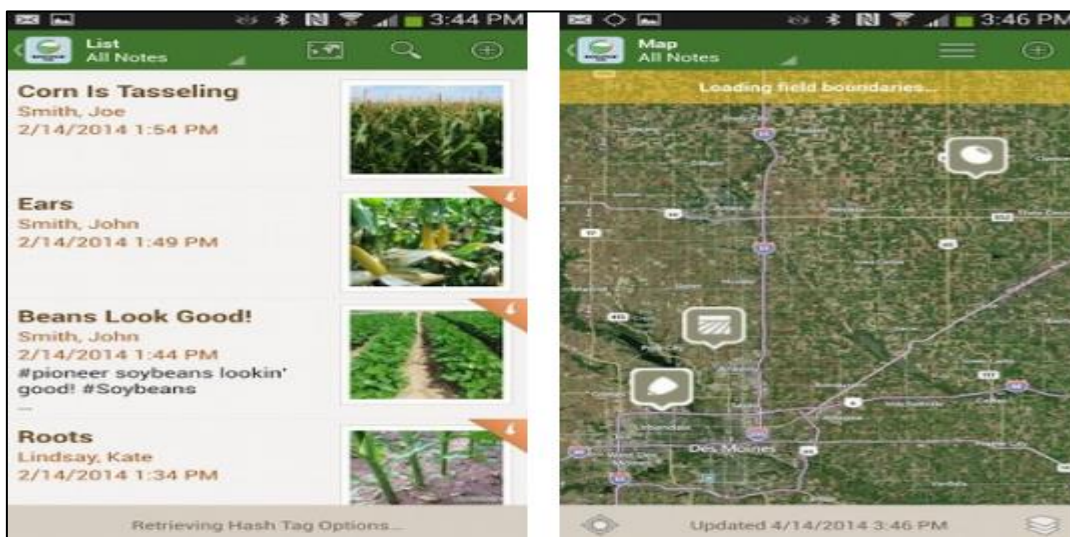 3:44 PM
List
All Notes
Corn Is Tasseling
Smith, Joe
2/14/2014 1:54 PM
Ears
Smith, John
2/14/2014 1:49 PM
Beans Look Good!
Smith, John
2/14/2014 1:44 PM
#pioneer soybeans lookin'
good! #Soybeans
...
Roots
Lindsay, Kate
2/14/2014 1:34 PM
Retrieving Hash Tag Options...
3:46 PM
Map
All Notes
Loading field boundaries...
415
Urbandale
Des Moines
Updated 4/14/2014 3:46 PM